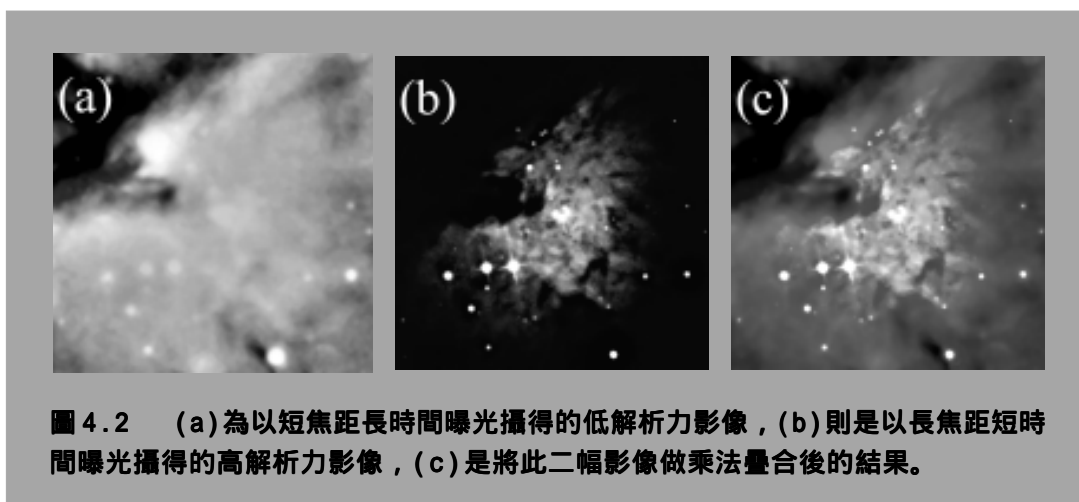 (a) (b) (c)
圖4.2　(a)為以短焦距長時間曝光攝得的低解析力影像，(b)則是以長焦距短時
間曝光攝得的高解析力影像，(c)是將此二幅影像做乘法疊合後的結果。